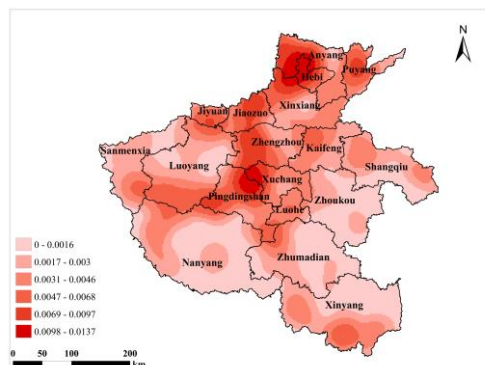 N
Anyang
Hebi
Puyang
Xinxiang
Jiyuan
Jiaozuo
Zhengzhou
Kaifeng
Sanmenxia
Luoyang
Shangqiu
Xuchang
Pingdingshan
Zhoukou
Luohe
Nanyang
Zhumadian
Xinyang
0 - 0.0016
0.0017 - 0.003
0.0031 - 0.0046
0.0047 - 0.0068
0.0069 - 0.0097
0.0098 - 0.0137
0 50 100 200
km